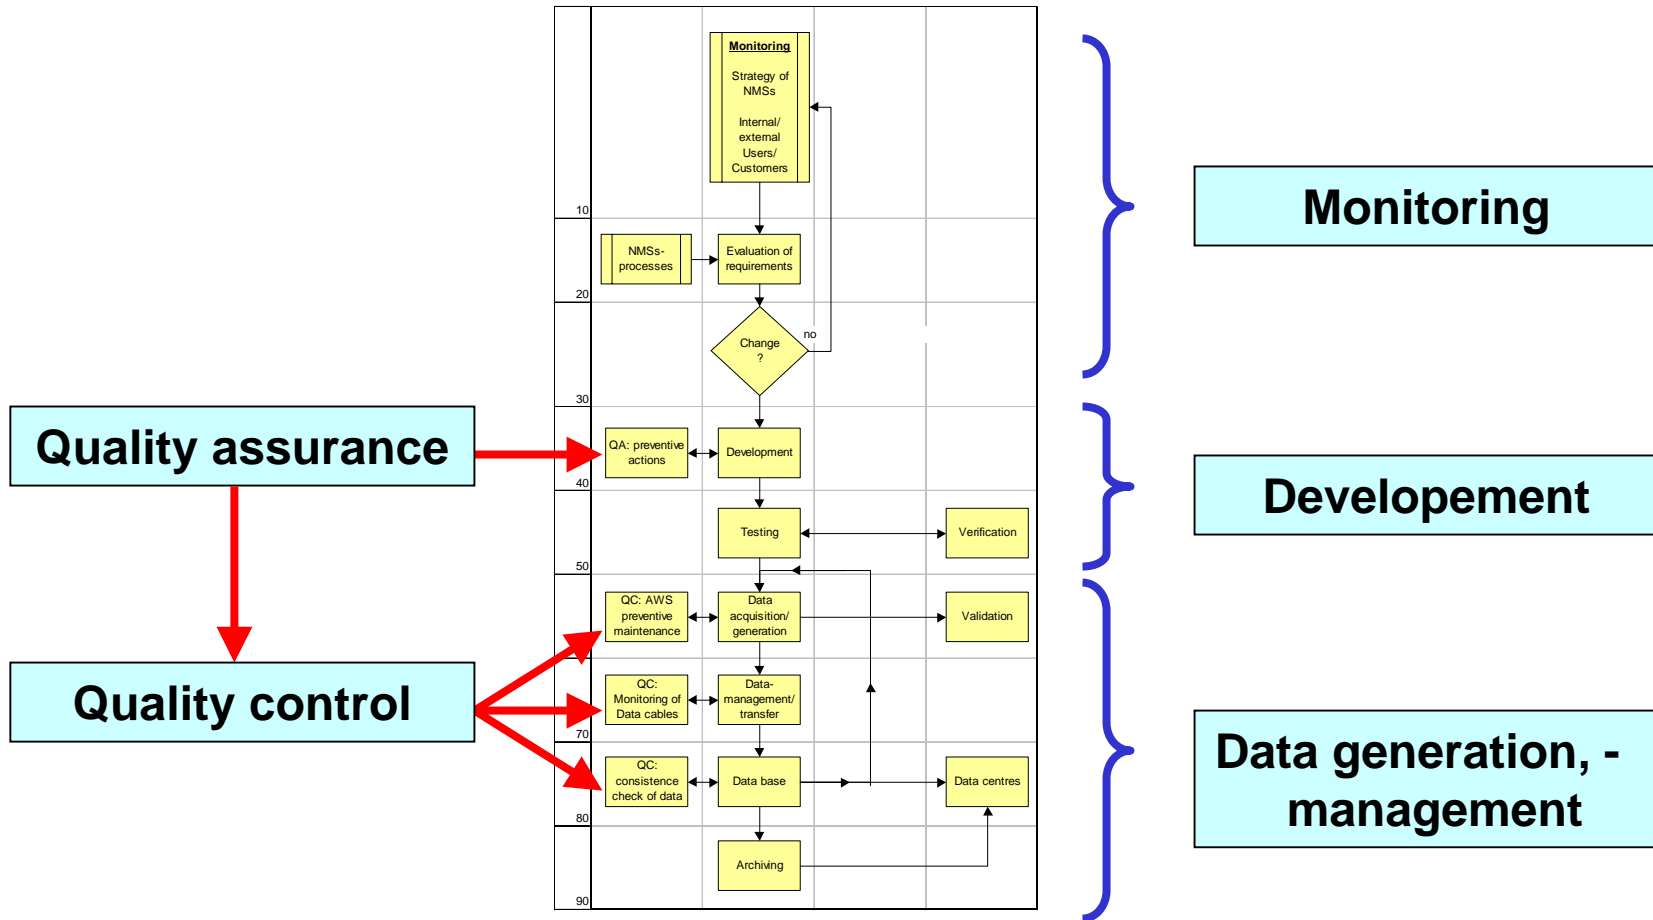 Monitoring
Strategy of
NMSs
Internal/
external
Users/
Customers
10
NMSs-
processes
Evaluation of
requirements
20
Change
?
no
30
QA: preventive
actions
Development
40
Testing
Verification
50
QC: AWS
preventive
maintenance
Data
acquisition/
generation
Validation
QC:
Monitoring of
Data cables
Data-
management/
transfer
70
QC:
consistence
check of data
Data base
Data centres
80
Archiving
90
Quality assurance
Quality control
Monitoring
Developement
Data generation, -
management